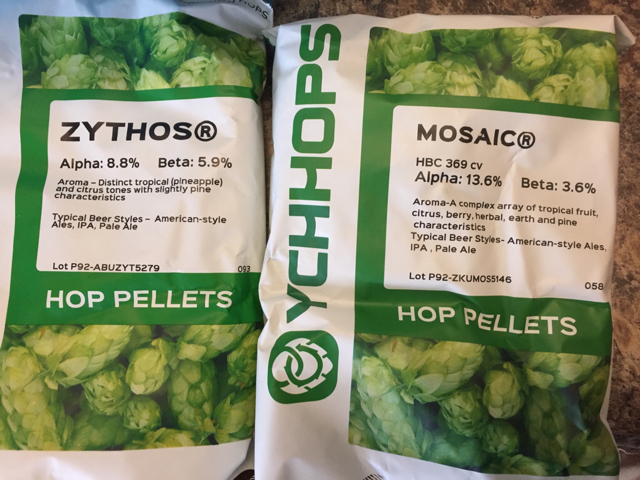 ZYTHOS®
Alpha: 8.8% Beta: 5.9%
Aroma – Distinct tropical (pineapple)
and citrus tones with slightly pine
characteristics
Typical Beer Styles – American-style
Ales, IPA, Pale Ale
Lot P92-ABUZYT5279 093
HOP PELLETS
YCHHOPS
MOSAIC®
HBC 369 cv
Alpha: 13.6% Beta: 3.6%
Aroma-A complex array of tropical fruit,
citrus, berry, herbal, earth and pine
characteristics
Typical Beer Styles- American-style Ales,
IPA , Pale Ale
Lot P92-ZKUMOS5146 058
HOP PELLETS